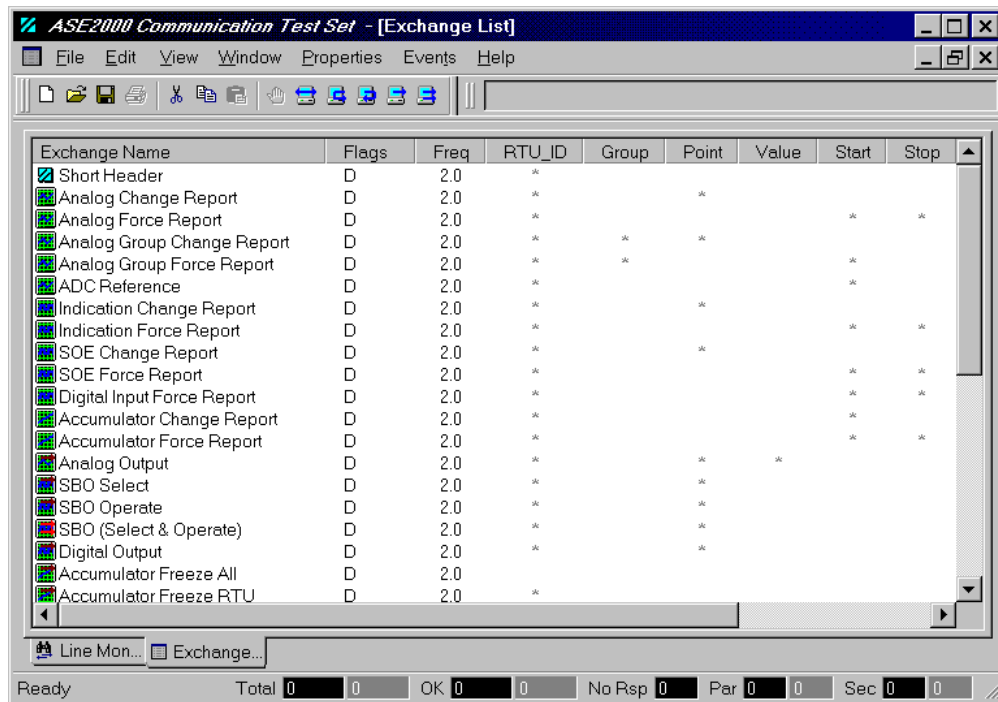 ASE2000 Communication Test Set - [Exchange List]
File Edit View Window Properties Events Help
Exchange Name Flags Freq RTU_ID Group Point Value Start Stop
Short Header D 2.0 *
Analog Change Report D 2.0 * *
Analog Force Report D 2.0 * * *
Analog Group Change Report D 2.0 * * *
Analog Group Force Report D 2.0 * * *
ADC Reference D 2.0 * *
Indication Change Report D 2.0 * *
Indication Force Report D 2.0 * * *
SOE Change Report D 2.0 * *
SOE Force Report D 2.0 * * *
Digital Input Force Report D 2.0 * * *
Accumulator Change Report D 2.0 * *
Accumulator Force Report D 2.0 * * *
Analog Output D 2.0 * * *
SBO Select D 2.0 * *
SBO Operate D 2.0 * *
SBO (Select & Operate) D 2.0 * *
Digital Output D 2.0 * *
Accumulator Freeze All D 2.0
Accumulator Freeze RTU D 2.0 *
Line Mon... Exchange...
Ready Total 0 0 OK 0 0 No Rsp 0 Par 0 0 Sec 0 0